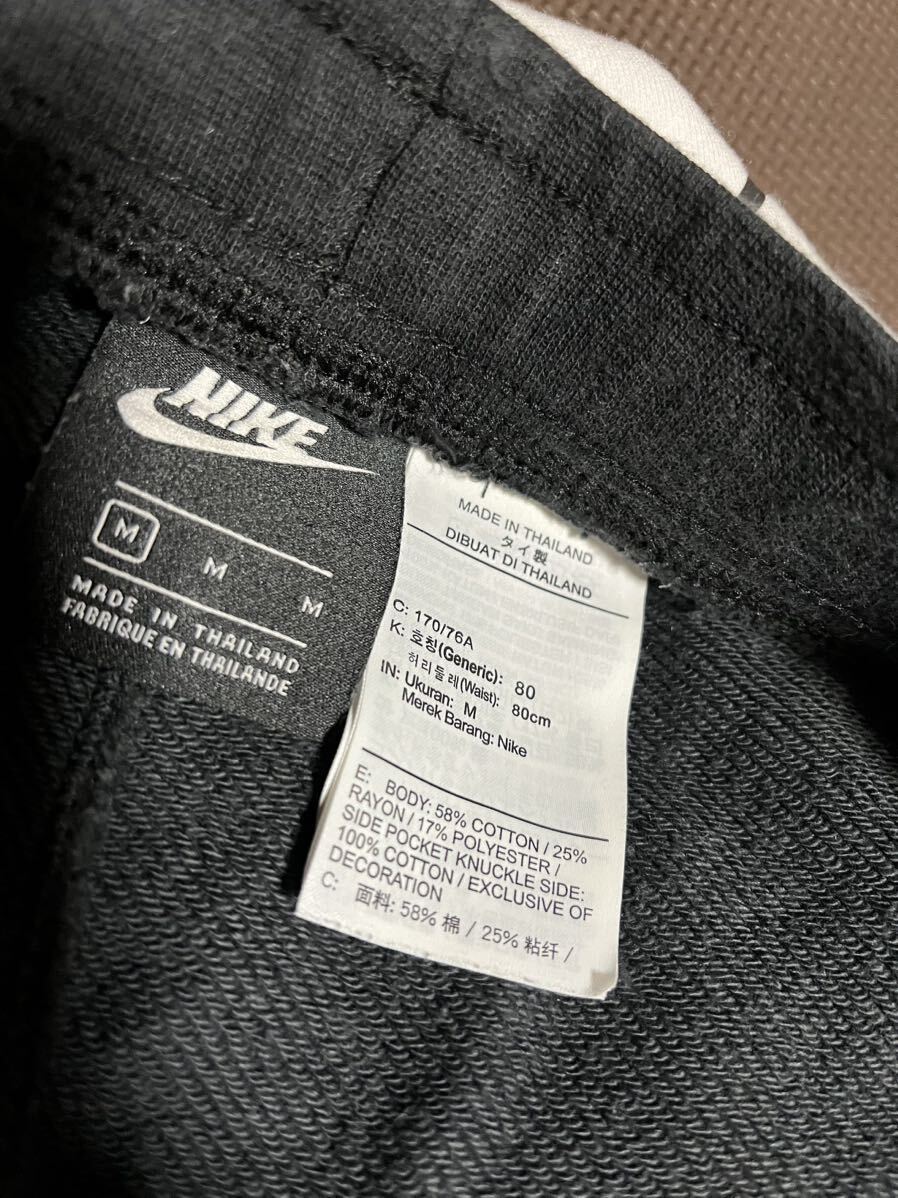 NIKE
M
M
M
MADE IN THAILAND
FABRIQUE EN THAILANDE
MADE IN THAILAND
タイ製
DIBUAT DI THAILAND
C: 170/76A
K: 호칭(Generic): 80
허리둘레(Waist): 80cm
IN: Ukuran: M
Merek Barang: Nike
E: BODY: 58% COTTON / 25%
RAYON / 17% POLYESTER /
SIDE POCKET KNUCKLE SIDE:
100% COTTON / EXCLUSIVE OF
DECORATION
C: 面料: 58% 棉 / 25% 粘纤 /